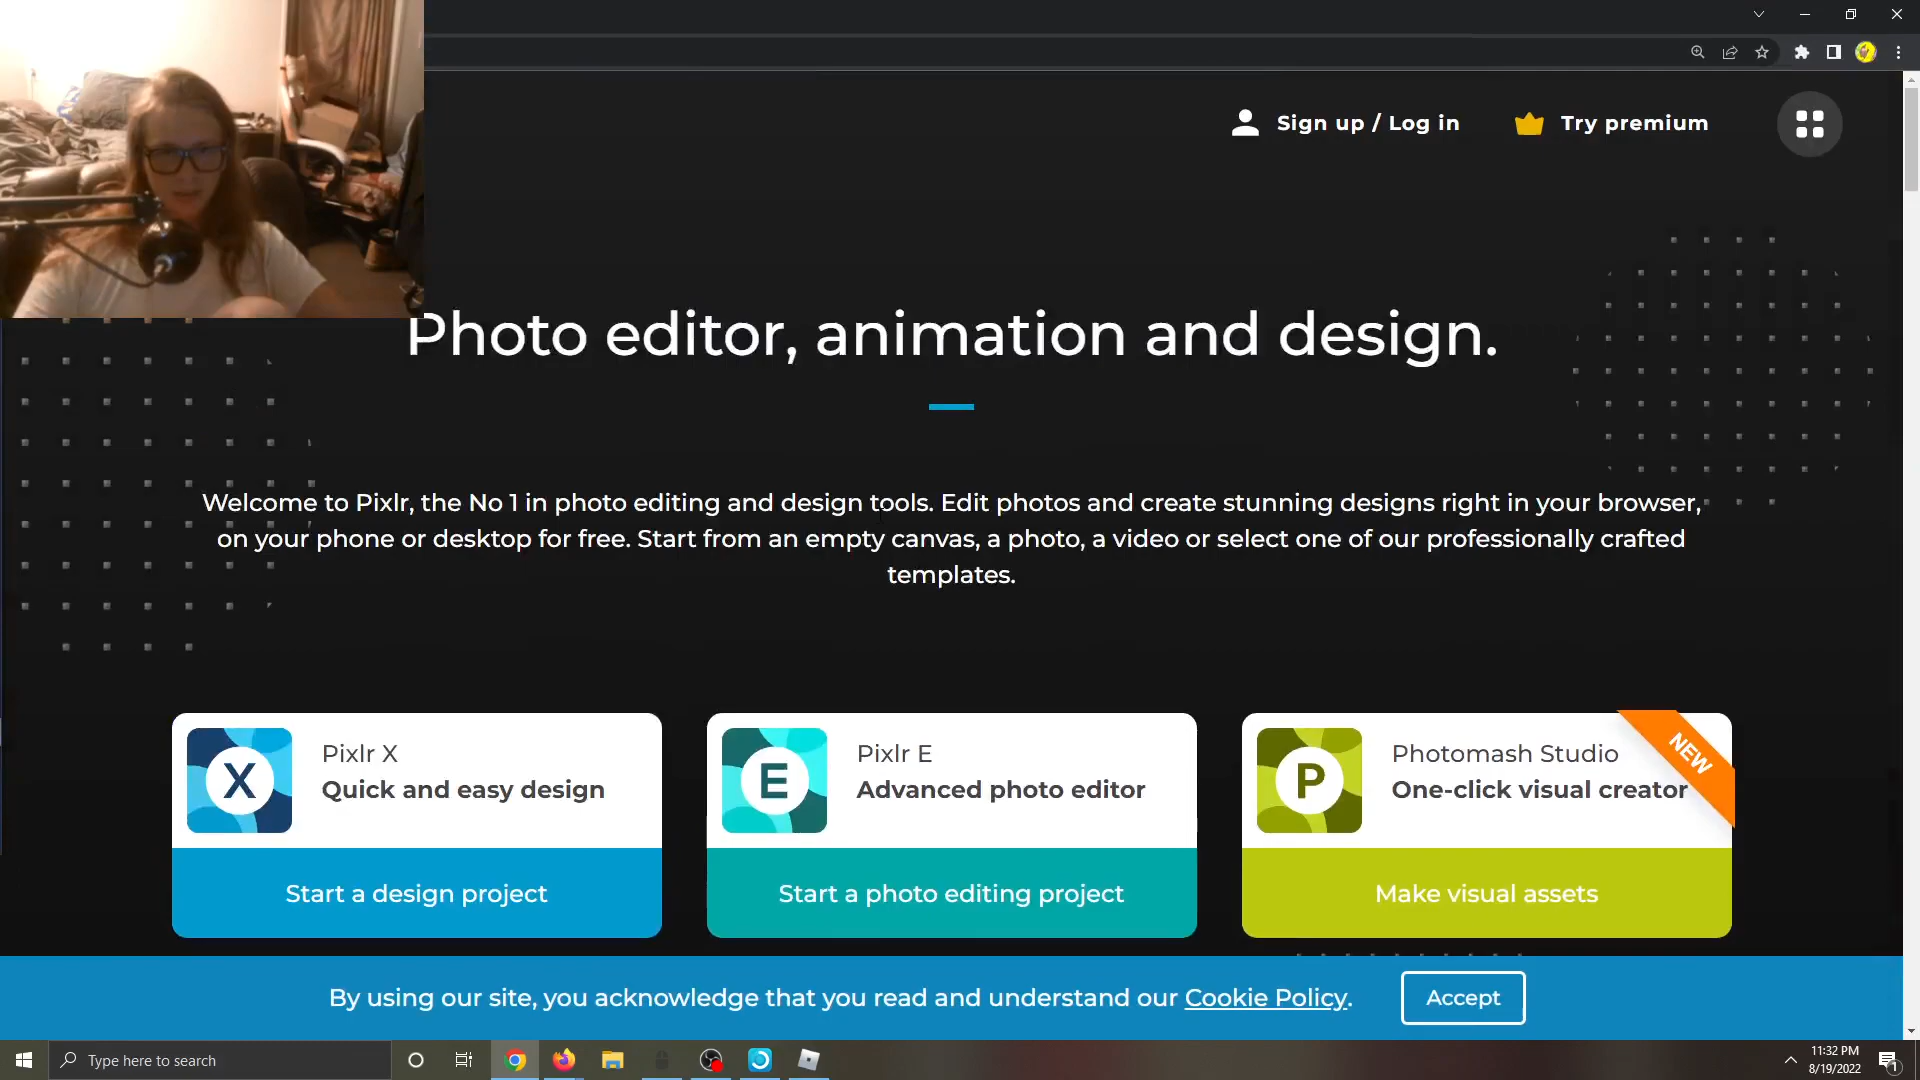 Sign up / Log in
Try premium
Photo editor, animation and design.
Welcome to Pixlr, the No 1 in photo editing and design tools. Edit photos and create stunning designs right in your browser,
on your phone or desktop for free. Start from an empty canvas, a photo, a video or select one of our professionally crafted
templates.
X
Pixlr X
Quick and easy design
Start a design project
E
Pixlr E
Advanced photo editor
Start a photo editing project
P
Photomash Studio
One-click visual creator
NEW
Make visual assets
By using our site, you acknowledge that you read and understand our Cookie Policy.
Accept
Type here to search
11:32 PM
8/19/2022
1